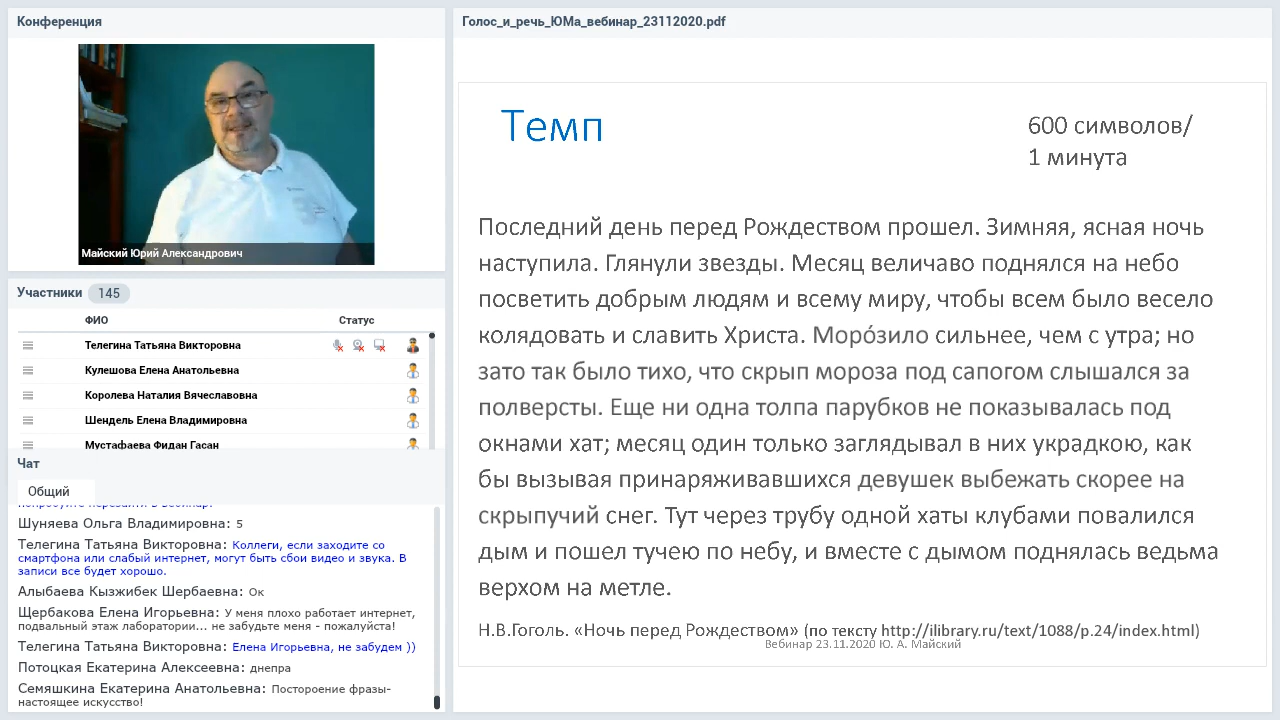 Конференция
Майский Юрий Александрович
Участники 145
ФИО Статус
Телегина Татьяна Викторовна
Кулешова Елена Анатольевна
Королева Наталия Вячеславовна
Шендель Елена Владимировна
Мустафаева Фидан Гасан
Чат
Общий
попробуйте перезайти в вебинар.
Шуняева Ольга Владимировна: 5
Телегина Татьяна Викторовна: Коллеги, если заходите со
смартфона или слабый интернет, могут быть сбои видео и звука. В
записи все будет хорошо.
Алыбаева Кызжибек Шербаевна: Ок
Щербакова Елена Игорьевна: У меня плохо работает интернет,
подвальный этаж лаборатории... не забудьте меня - пожалуйста!
Телегина Татьяна Викторовна: Елена Игорьевна, не забудем ))
Потоцкая Екатерина Алексеевна: днепра
Семяшкина Екатерина Анатольевна: Постороение фразы-
настоящее искусство!
Голос_и_речь_ЮМа_вебинар_23112020.pdf
Темп
600 символов/
1 минута
Последний день перед Рождеством прошел. Зимняя, ясная ночь
наступила. Глянули звезды. Месяц величаво поднялся на небо
посветить добрым людям и всему миру, чтобы всем было весело
колядовать и славить Христа. Моро́зило сильнее, чем с утра; но
зато так было тихо, что скрып мороза под сапогом слышался за
полверсты. Еще ни одна толпа парубков не показывалась под
окнами хат; месяц один только заглядывал в них украдкою, как
бы вызывая принаряживавшихся девушек выбежать скорее на
скрыпучий снег. Тут через трубу одной хаты клубами повалился
дым и пошел тучею по небу, и вместе с дымом поднялась ведьма
верхом на метле.
Н.В.Гоголь. «Ночь перед Рождеством» (по тексту http://ilibrary.ru/text/1088/p.24/index.html)
Вебинар 23.11.2020 Ю. А. Майский